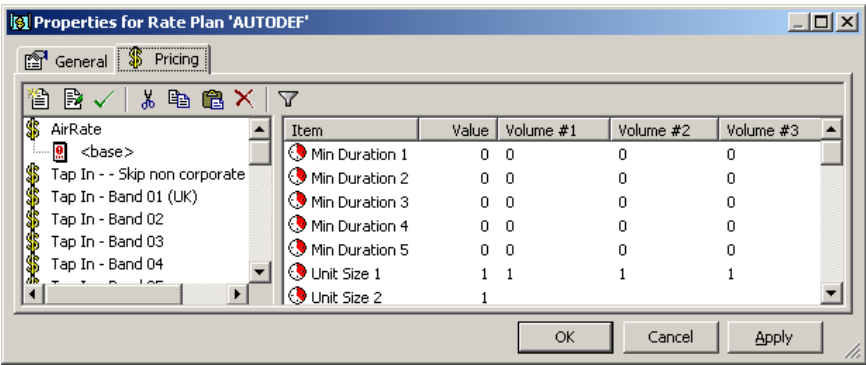 Properties for Rate Plan 'AUTODEF'
General Pricing
AirRate
<base>
Tap In - - Skip non corporate
Tap In - Band 01 (UK)
Tap In - Band 02
Tap In - Band 03
Tap In - Band 04
Item Value Volume #1 Volume #2 Volume #3
Min Duration 1 0 0 0 0
Min Duration 2 0 0 0 0
Min Duration 3 0 0 0 0
Min Duration 4 0 0 0 0
Min Duration 5 0 0 0 0
Unit Size 1 1 1 1 1
Unit Size 2 1
OK Cancel Apply